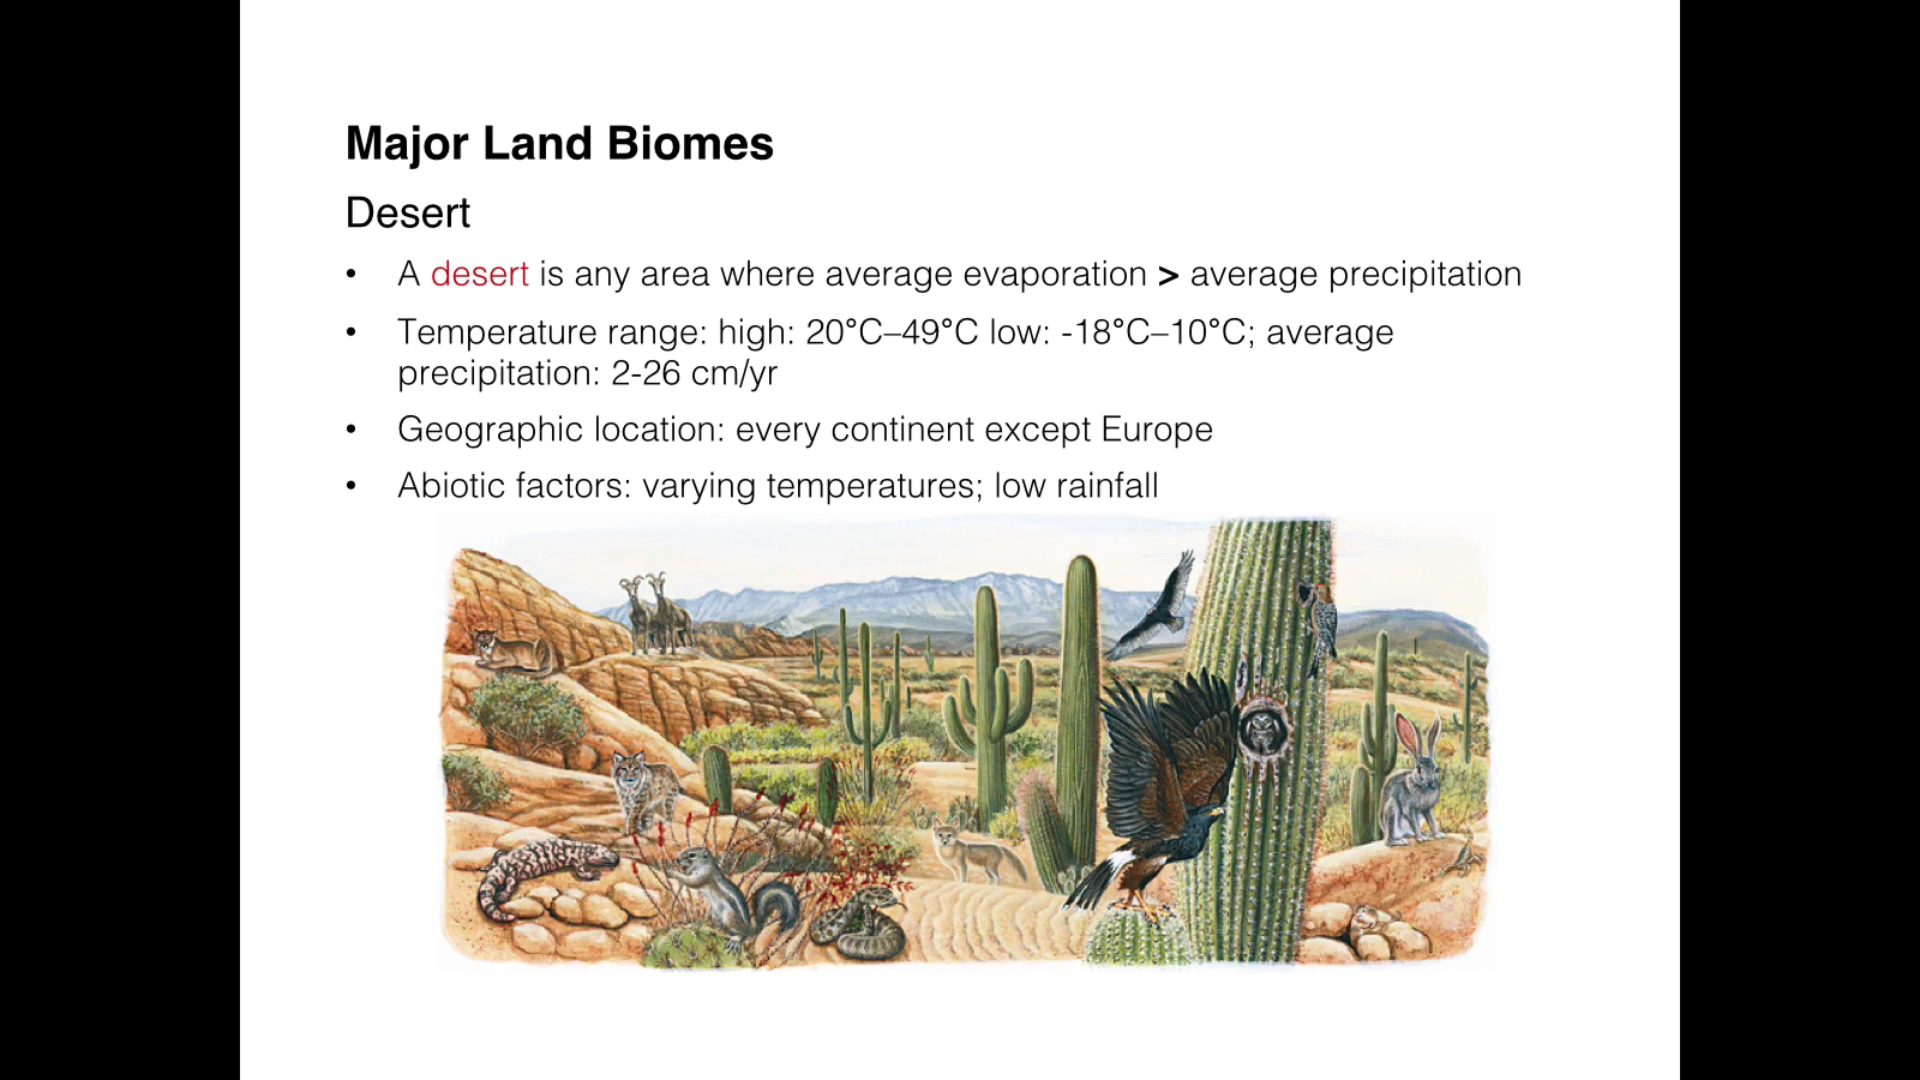 Major Land Biomes
Desert
• A desert is any area where average evaporation > average precipitation
• Temperature range: high: 20°C–49°C low: -18°C–10°C; average
precipitation: 2-26 cm/yr
• Geographic location: every continent except Europe
• Abiotic factors: varying temperatures; low rainfall